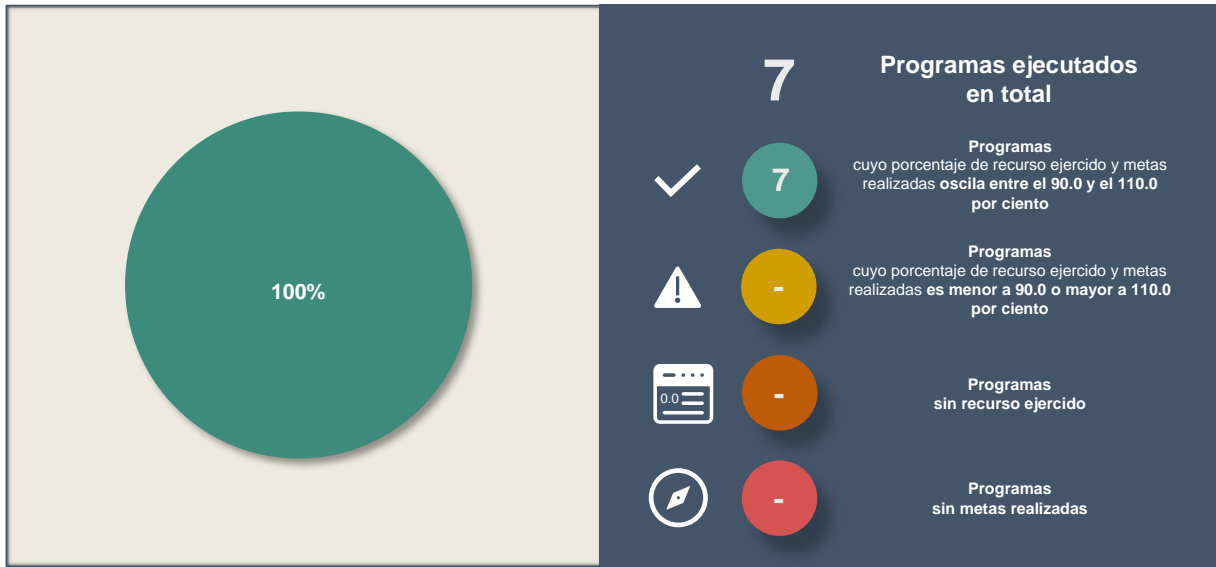 100%
7
Programas ejecutados
en total
7
Programas
cuyo porcentaje de recurso ejercido y metas
realizadas oscila entre el 90.0 y el 110.0
por ciento
-
Programas
cuyo porcentaje de recurso ejercido y metas
realizadas es menor a 90.0 o mayor a 110.0
por ciento
0.0
-
Programas
sin recurso ejercido
-
Programas
sin metas realizadas